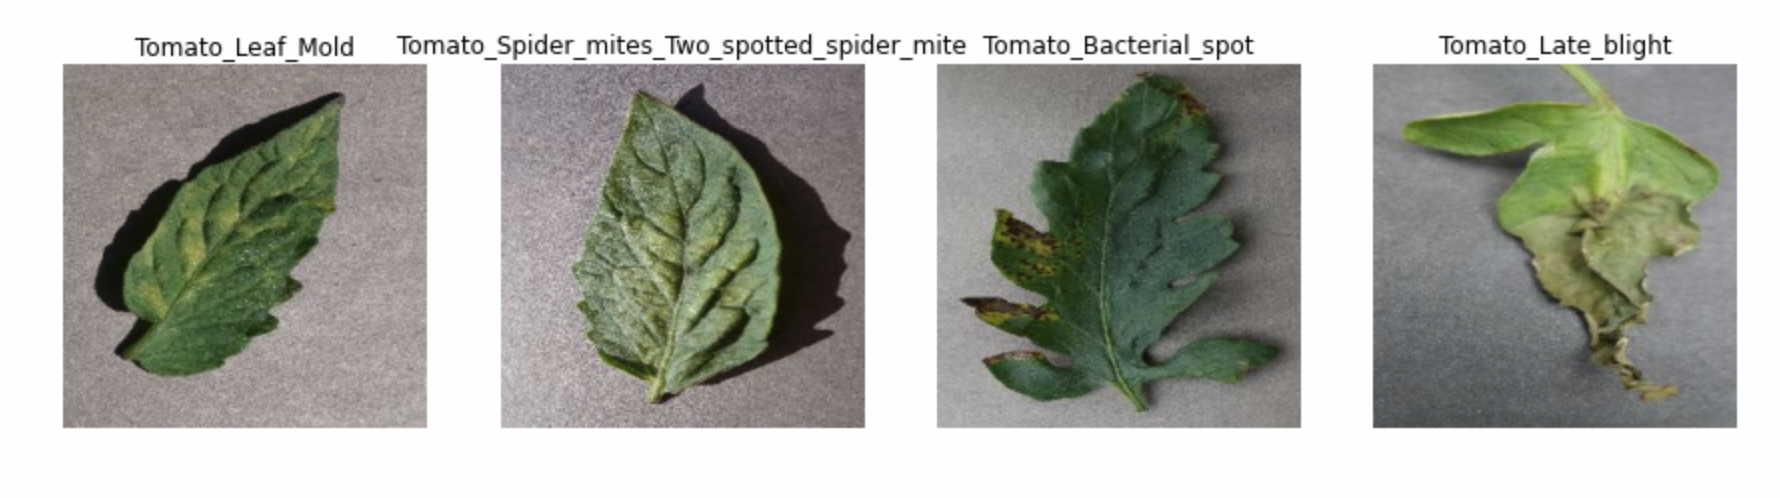 Tomato_Leaf_Mold
Tomato_Spider_mites_Two_spotted_spider_mite
Tomato_Bacterial_spot
Tomato_Late_blight